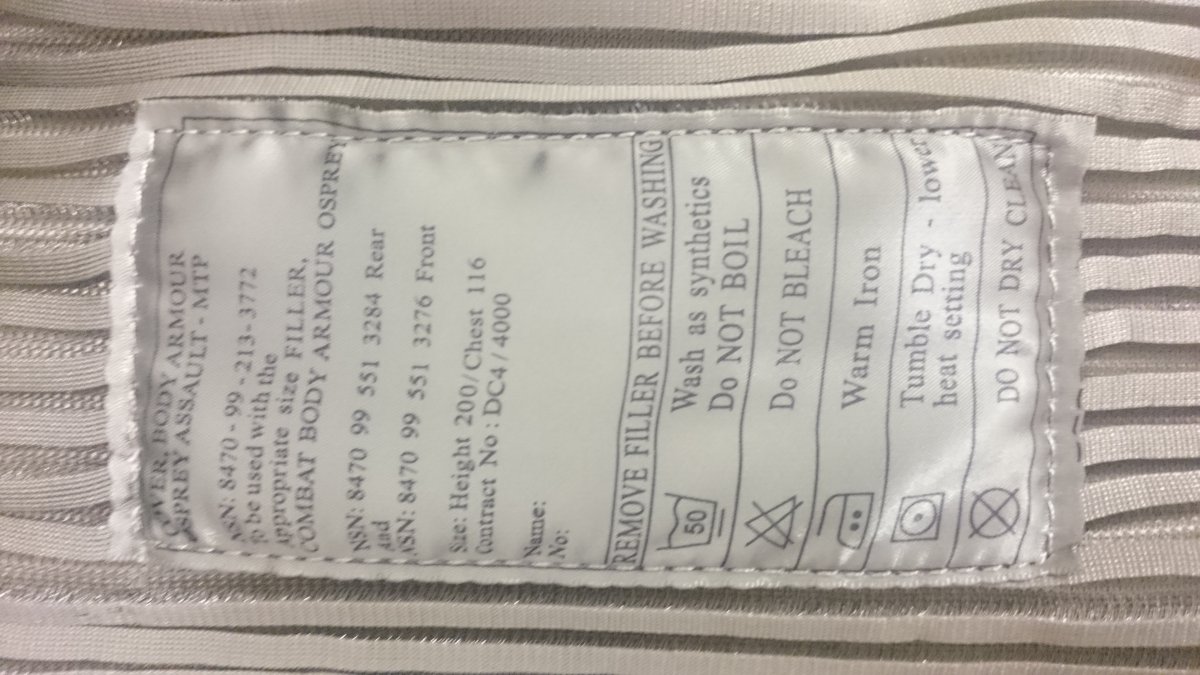 COVER, BODY ARMOUR
OSPREY ASSAULT - MTP
NSN: 8470 - 99 - 213 - 3772
to be used with the
appropriate size FILLER,
COMBAT BODY ARMOUR OSPREY
NSN: 8470 99 551 3284 Rear
and
NSN: 8470 99 551 3276 Front
Size: Height 200/Chest 116
Contract No : DC4 / 4000
Name:
No:
REMOVE FILLER BEFORE WASHING
50
Wash as synthetics
Do NOT BOIL
Do NOT BLEACH
Warm Iron
Tumble Dry - lower
heat setting
DO NOT DRY CLEAN